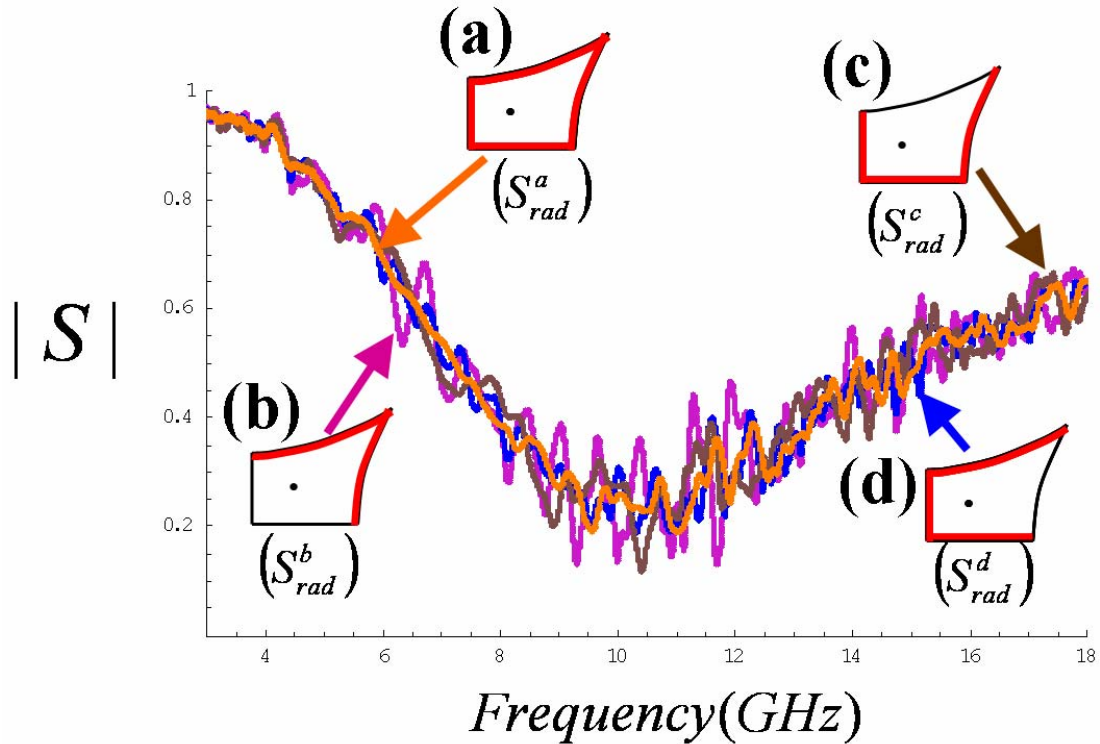 (a)
(S^a_rad)
(c)
(S^c_rad)
1
0.8
0.6
0.4
0.2
|S|
(b)
(S^b_rad)
(d)
(S^d_rad)
4 6 8 10 12 14 16 18
Frequency(GHz)